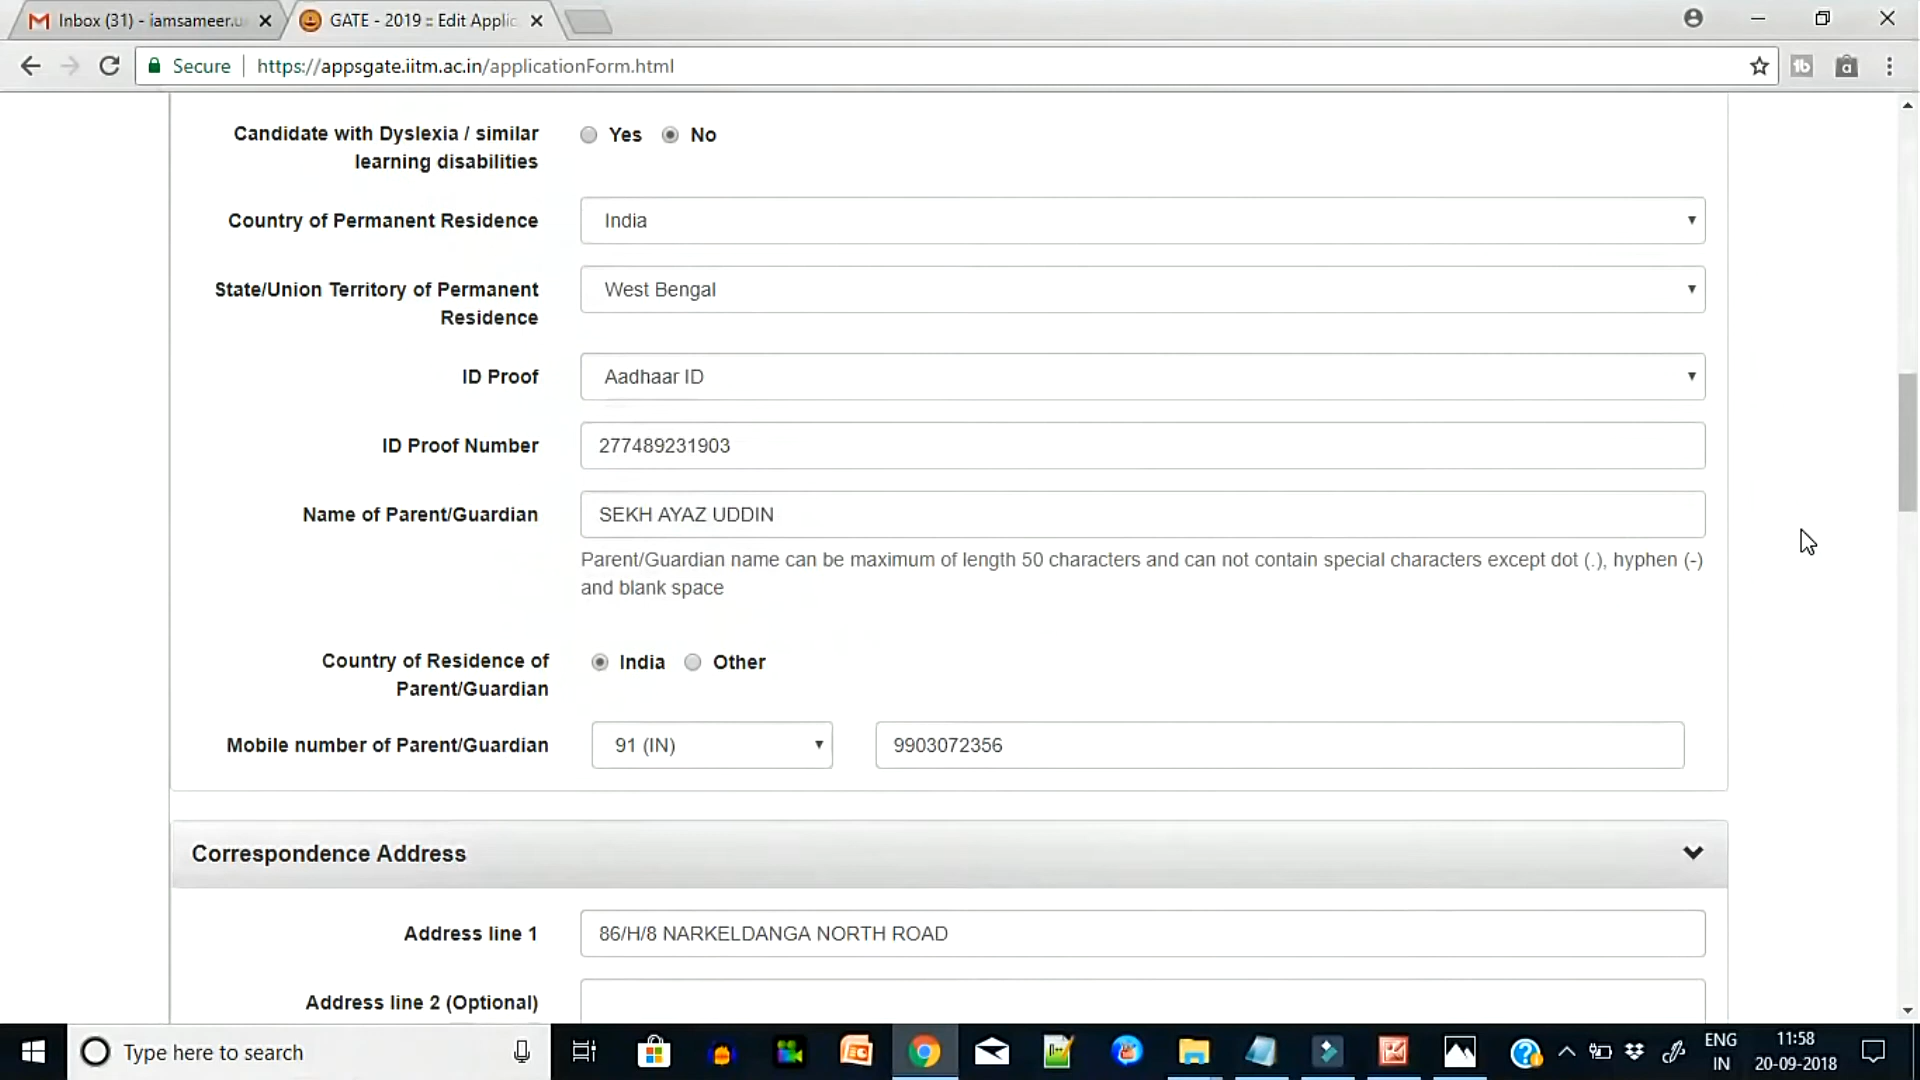 Inbox (31) - iamsameer.u
GATE - 2019 :: Edit Applic
Secure https://appsgate.iitm.ac.in/applicationForm.html
Candidate with Dyslexia / similar
learning disabilities
Yes No
Country of Permanent Residence
India
State/Union Territory of Permanent
Residence
West Bengal
ID Proof
Aadhaar ID
ID Proof Number
277489231903
Name of Parent/Guardian
SEKH AYAZ UDDIN
Parent/Guardian name can be maximum of length 50 characters and can not contain special characters except dot (.), hyphen (-)
and blank space
Country of Residence of
Parent/Guardian
India Other
Mobile number of Parent/Guardian
91 (IN)
9903072356
Correspondence Address
Address line 1
86/H/8 NARKELDANGA NORTH ROAD
Address line 2 (Optional)
Type here to search
ENG
IN
11:58
20-09-2018